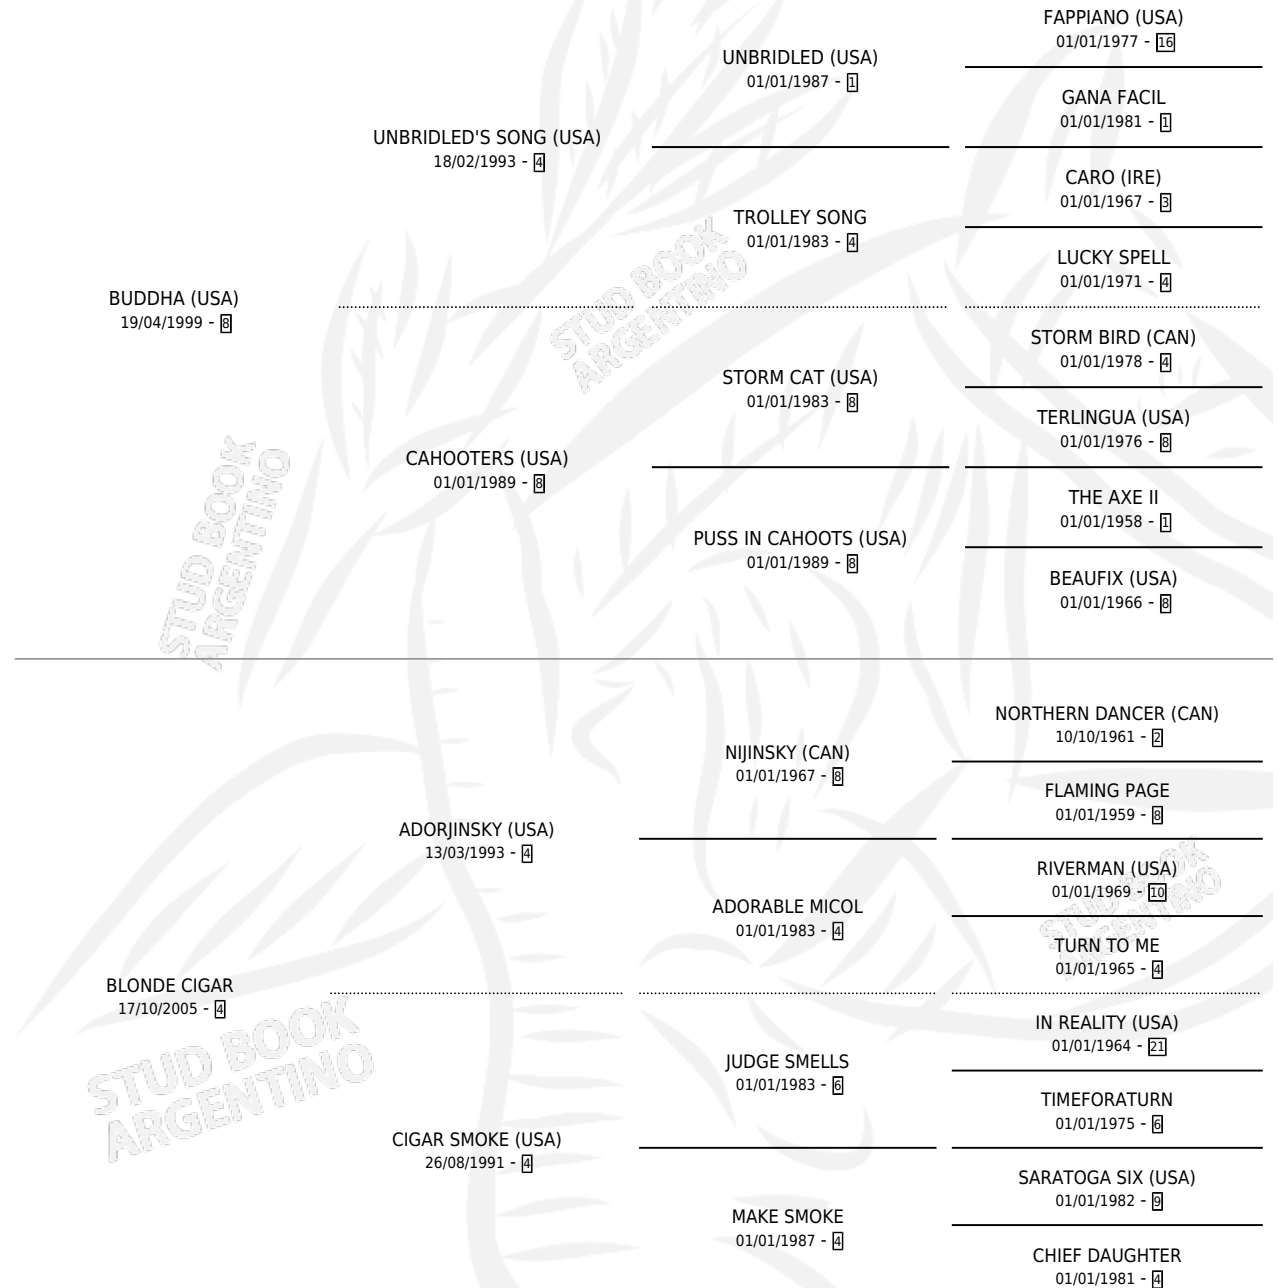 FAPPIANO (USA)
01/01/1977 - 16
UNBRIDLED (USA)
01/01/1987 - 1
GANA FACIL
01/01/1981 - 1
UNBRIDLED'S SONG (USA)
18/02/1993 - 4
CARO (IRE)
01/01/1967 - 3
TROLLEY SONG
01/01/1983 - 4
LUCKY SPELL
01/01/1971 - 4
BUDDHA (USA)
19/04/1999 - 8
STORM BIRD (CAN)
01/01/1978 - 4
STORM CAT (USA)
01/01/1983 - 8
TERLINGUA (USA)
01/01/1976 - 8
CAHOOTERS (USA)
01/01/1989 - 8
THE AXE II
01/01/1958 - 1
PUSS IN CAHOOTS (USA)
01/01/1989 - 8
BEAUFIX (USA)
01/01/1966 - 8
NORTHERN DANCER (CAN)
10/10/1961 - 2
NIJINSKY (CAN)
01/01/1967 - 8
FLAMING PAGE
01/01/1959 - 8
ADORJINSKY (USA)
13/03/1993 - 4
RIVERMAN (USA)
01/01/1969 - 10
ADORABLE MICOL
01/01/1983 - 4
TURN TO ME
01/01/1965 - 4
BLONDE CIGAR
17/10/2005 - 4
IN REALITY (USA)
01/01/1964 - 21
JUDGE SMELLS
01/01/1983 - 6
TIMEFORATURN
01/01/1975 - 6
CIGAR SMOKE (USA)
26/08/1991 - 4
SARATOGA SIX (USA)
01/01/1982 - 9
MAKE SMOKE
01/01/1987 - 4
CHIEF DAUGHTER
01/01/1981 - 4
STUD BOOK
ARGENTINO
STUD BOOK
ARGENTINO
STUD BOOK
ARGENTINO
STUD BOOK
ARGENTINO